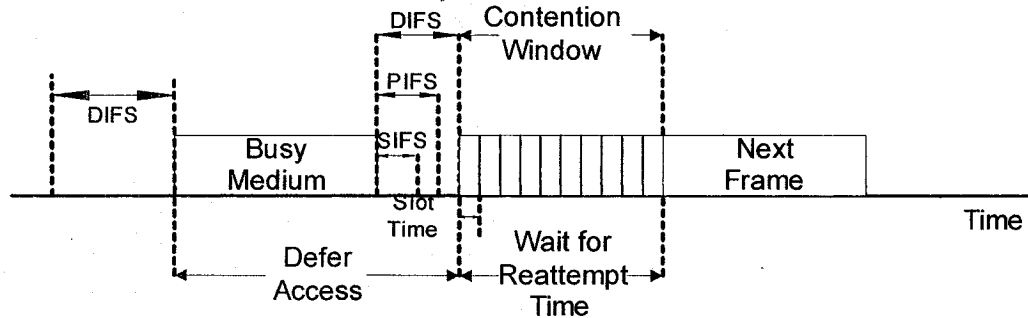 DIFS
Contention
Window
PIFS
DIFS
SIFS
Busy
Medium
Next
Frame
Slot
Time
Time
Defer
Access
Wait for
Reattempt
Time